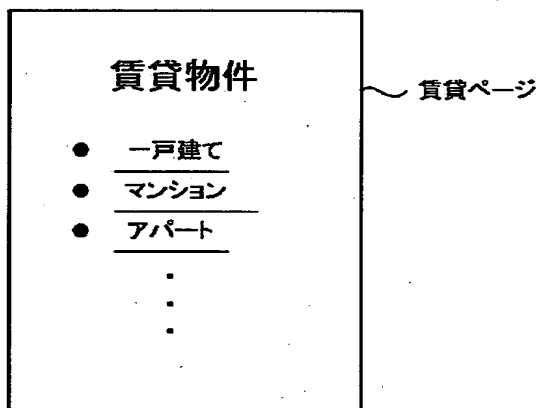 賃貸物件
賃貸ページ
● 一戸建て
● マンション
● アパート